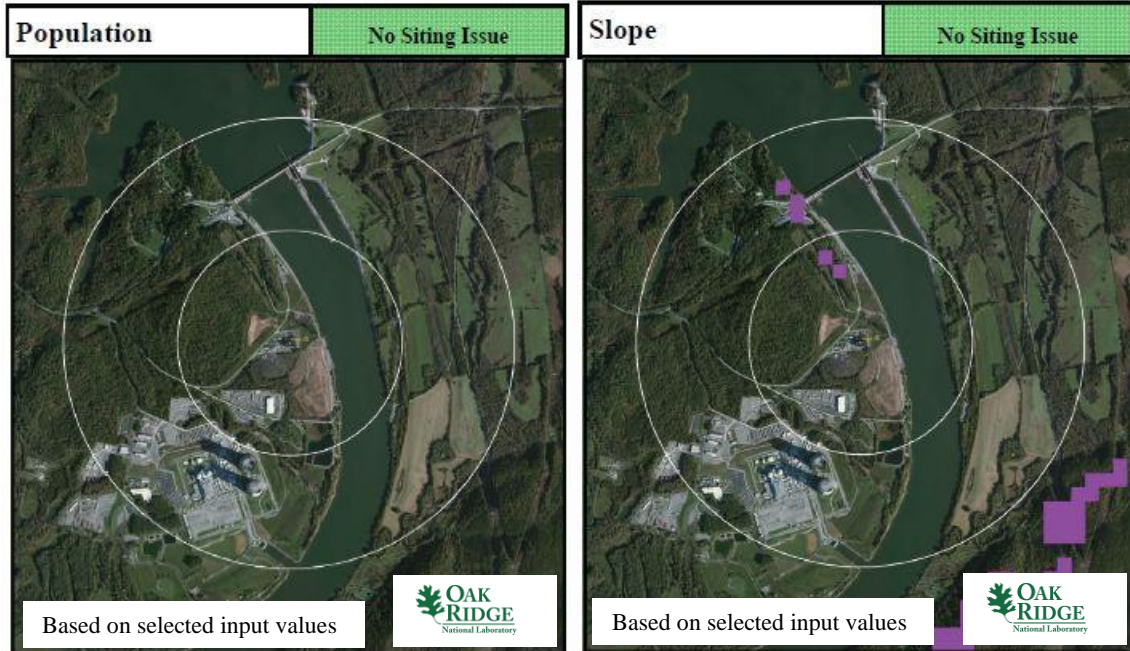 Population
No Siting Issue
Based on selected input values
OAK
RIDGE
National Laboratory
Slope
No Siting Issue
Based on selected input values
OAK
RIDGE
National Laboratory